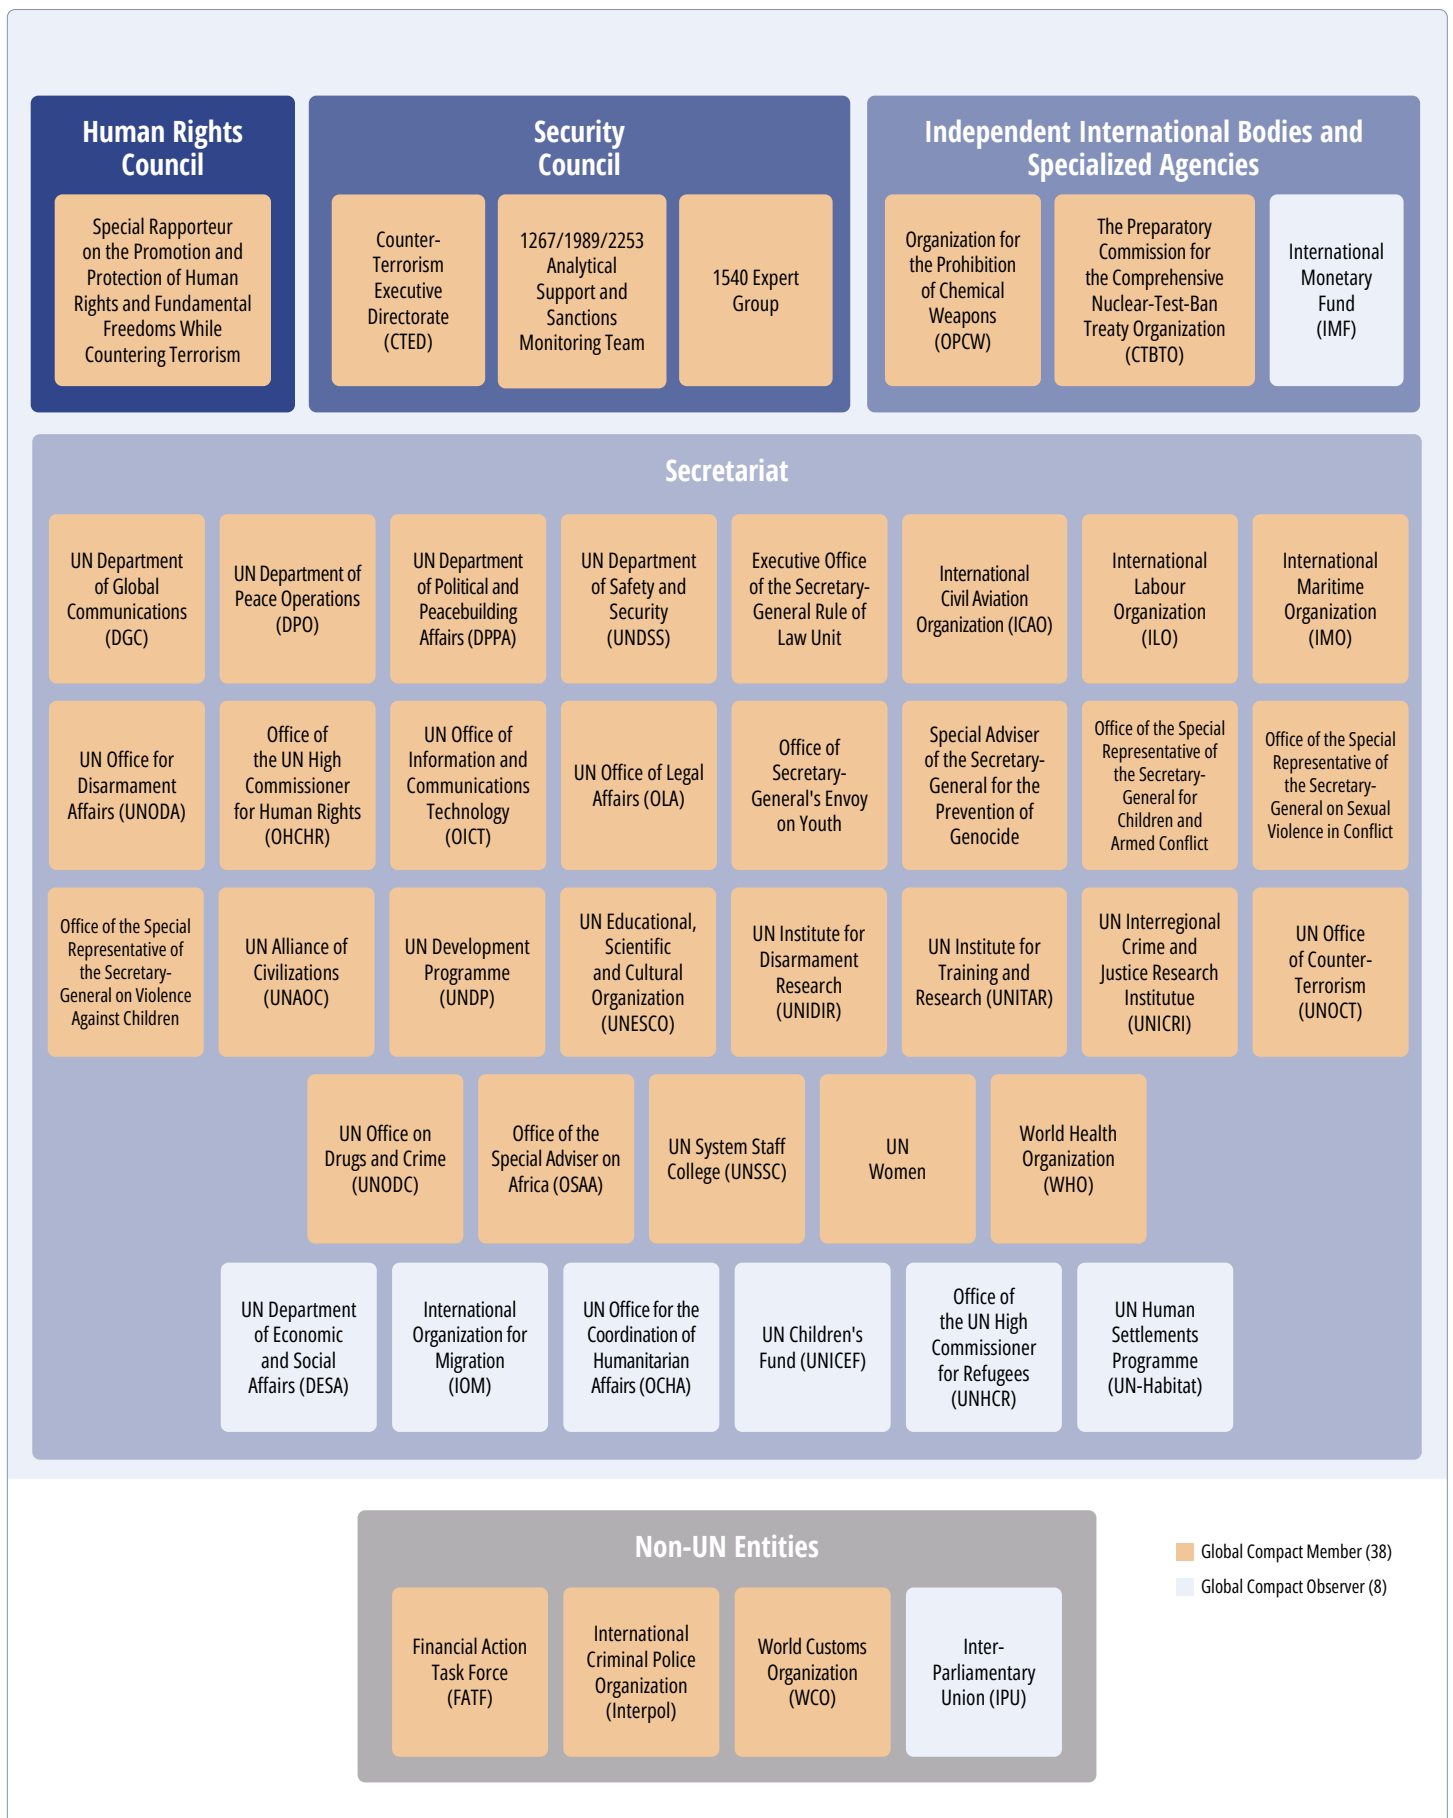 Human Rights
Council
Special Rapporteur
on the Promotion and
Protection of Human
Rights and Fundamental
Freedoms While
Countering Terrorism
Security
Council
Counter-
Terrorism
Executive
Directorate
(CTED)
1267/1989/2253
Analytical
Support and
Sanctions
Monitoring Team
1540 Expert
Group
Independent International Bodies and
Specialized Agencies
Organization for
the Prohibition
of Chemical
Weapons
(OPCW)
The Preparatory
Commission for
the Comprehensive
Nuclear-Test-Ban
Treaty Organization
(CTBTO)
International
Monetary
Fund
(IMF)
Secretariat
UN Department
of Global
Communications
(DGC)
UN Department of
Peace Operations
(DPO)
UN Department
of Political and
Peacebuilding
Affairs (DPPA)
UN Department
of Safety and
Security
(UNDSS)
Executive Office
of the Secretary-
General Rule of
Law Unit
International
Civil Aviation
Organization (ICAO)
International
Labour
Organization
(ILO)
International
Maritime
Organization
(IMO)
UN Office for
Disarmament
Affairs (UNODA)
Office of
the UN High
Commissioner
for Human Rights
(OHCHR)
UN Office of
Information and
Communications
Technology
(OICT)
UN Office of Legal
Affairs (OLA)
Office of
Secretary-
General's Envoy
on Youth
Special Adviser
of the Secretary-
General for the
Prevention of
Genocide
Office of the Special
Representative of
the Secretary-
General for
Children and
Armed Conflict
Office of the Special
Representative of
the Secretary-
General on Sexual
Violence in Conflict
Office of the Special
Representative of
the Secretary-
General on Violence
Against Children
UN Alliance of
Civilizations
(UNAOC)
UN Development
Programme
(UNDP)
UN Educational,
Scientific
and Cultural
Organization
(UNESCO)
UN Institute for
Disarmament
Research
(UNIDIR)
UN Institute for
Training and
Research (UNITAR)
UN Interregional
Crime and
Justice Research
Institutue
(UNICRI)
UN Office
of Counter-
Terrorism
(UNOCT)
UN Office on
Drugs and Crime
(UNODC)
Office of the
Special Adviser on
Africa (OSAA)
UN System Staff
College (UNSSC)
UN
Women
World Health
Organization
(WHO)
UN Department
of Economic
and Social
Affairs (DESA)
International
Organization for
Migration
(IOM)
UN Office for the
Coordination of
Humanitarian
Affairs (OCHA)
UN Children's
Fund (UNICEF)
Office of
the UN High
Commissioner
for Refugees
(UNHCR)
UN Human
Settlements
Programme
(UN-Habitat)
Non-UN Entities
Financial Action
Task Force
(FATF)
International
Criminal Police
Organization
(Interpol)
World Customs
Organization
(WCO)
Inter-
Parliamentary
Union (IPU)
Global Compact Member (38)
Global Compact Observer (8)